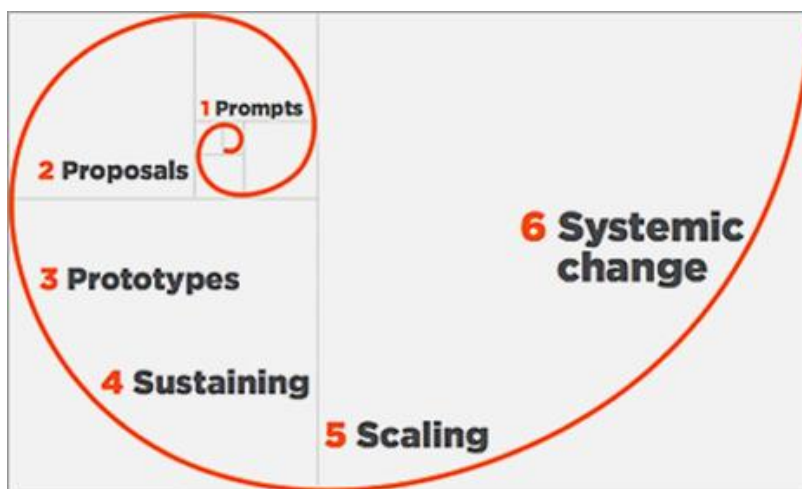 1 Prompts
2 Proposals
3 Prototypes
4 Sustaining
5 Scaling
6 Systemic
change